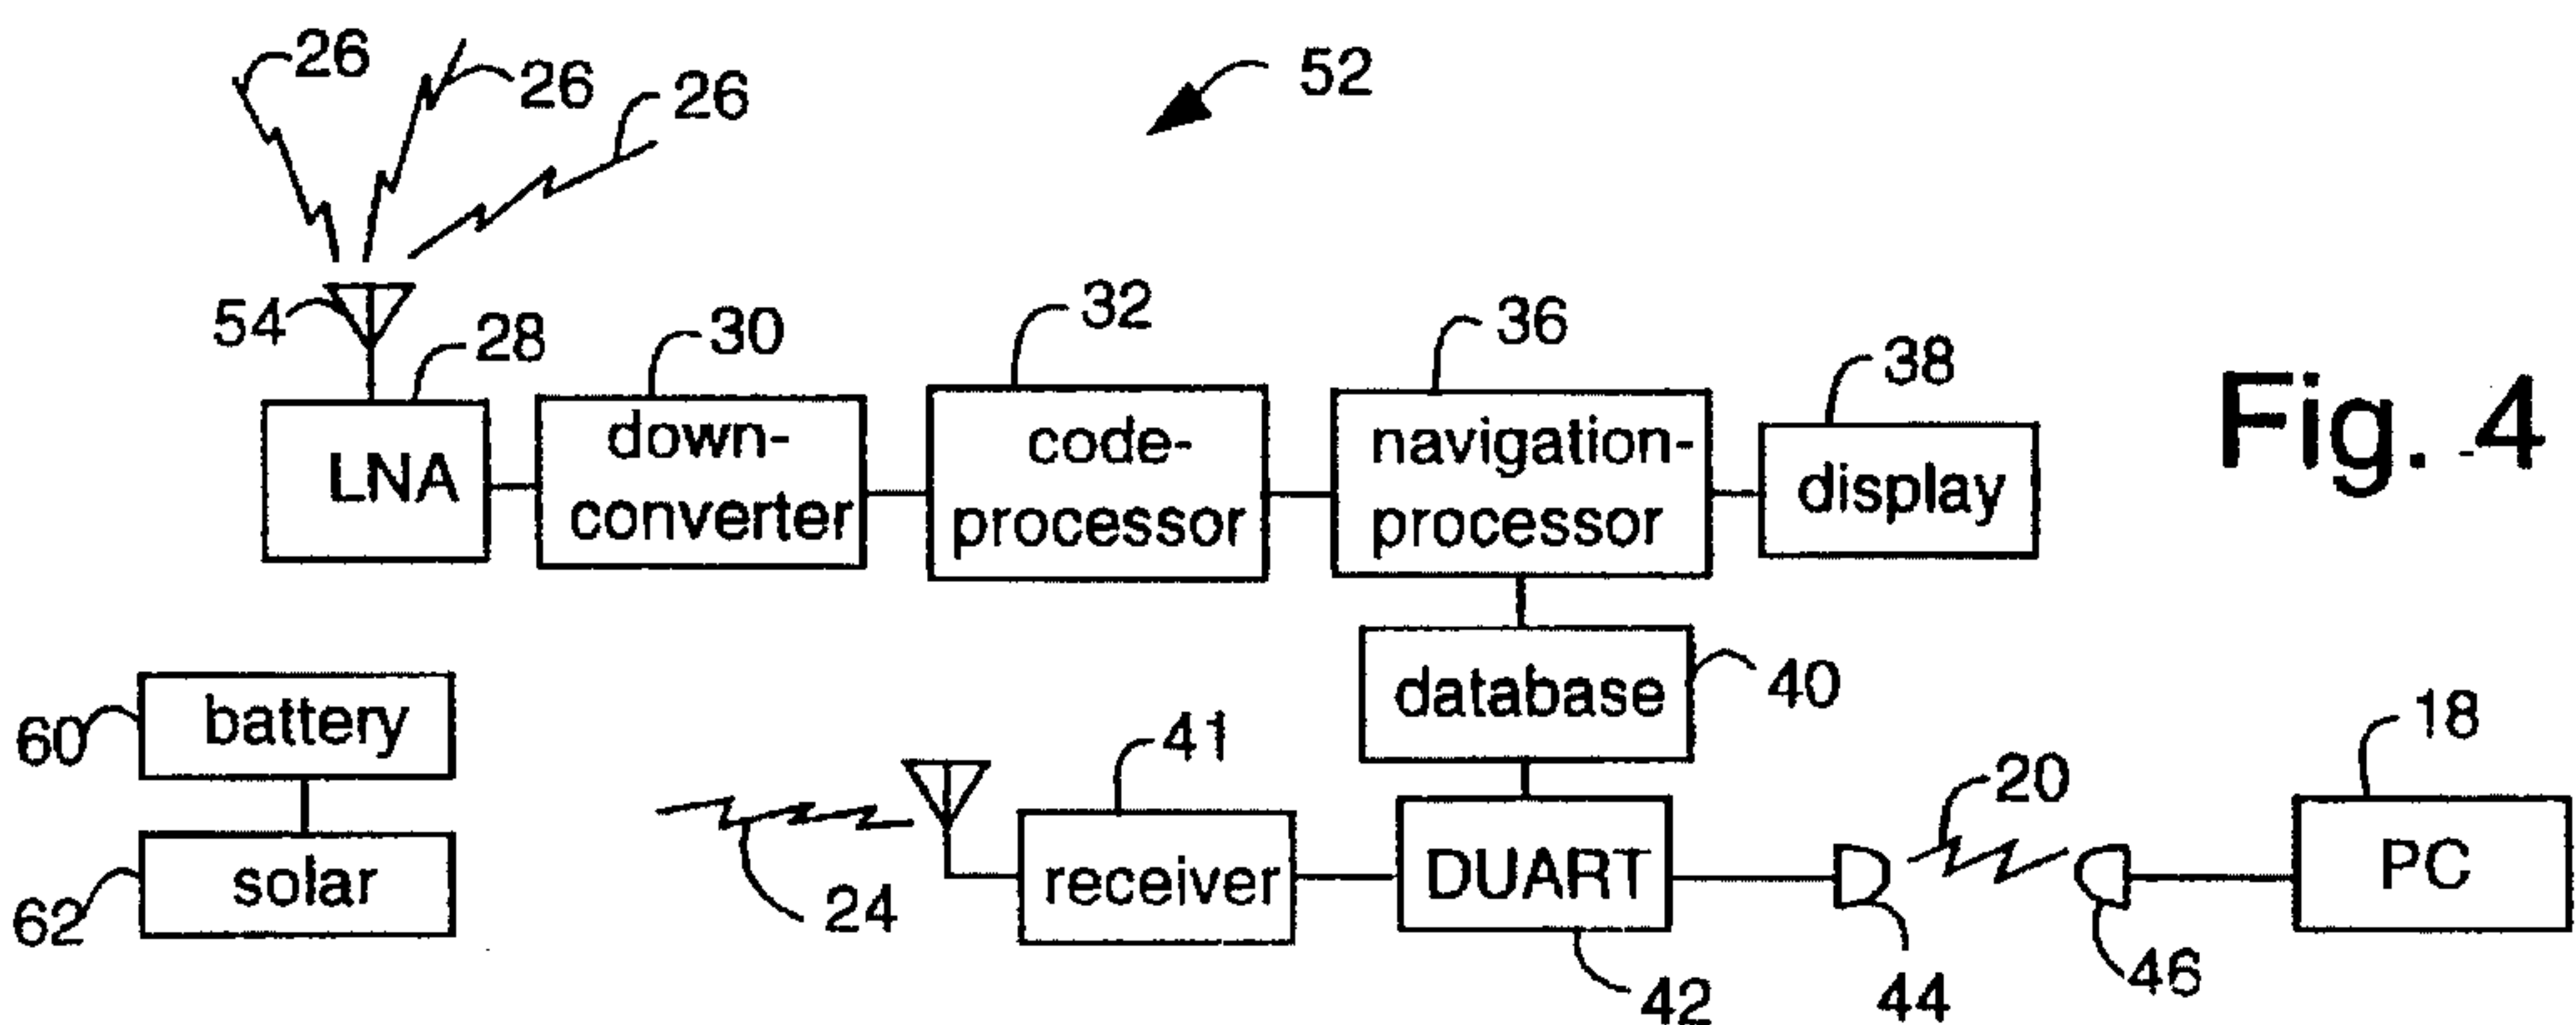 26
26
26
52
54
28
30
32
36
38
LNA
down-
converter
code-
processor
navigation-
processor
display
Fig. 4
60
battery
database
40
62
solar
24
41
receiver
DUART
42
44
20
46
18
PC